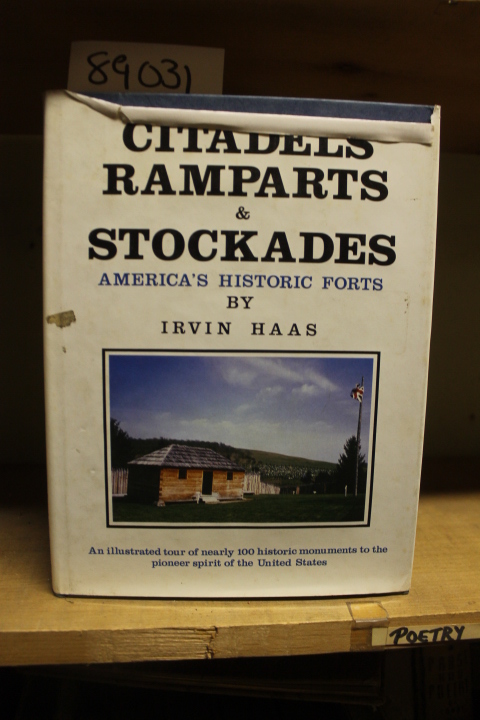 89031
CITADELS
RAMPARTS
&
STOCKADES
AMERICA'S HISTORIC FORTS
BY
IRVIN HAAS
An illustrated tour of nearly 100 historic monuments to the
pioneer spirit of the United States
POETRY